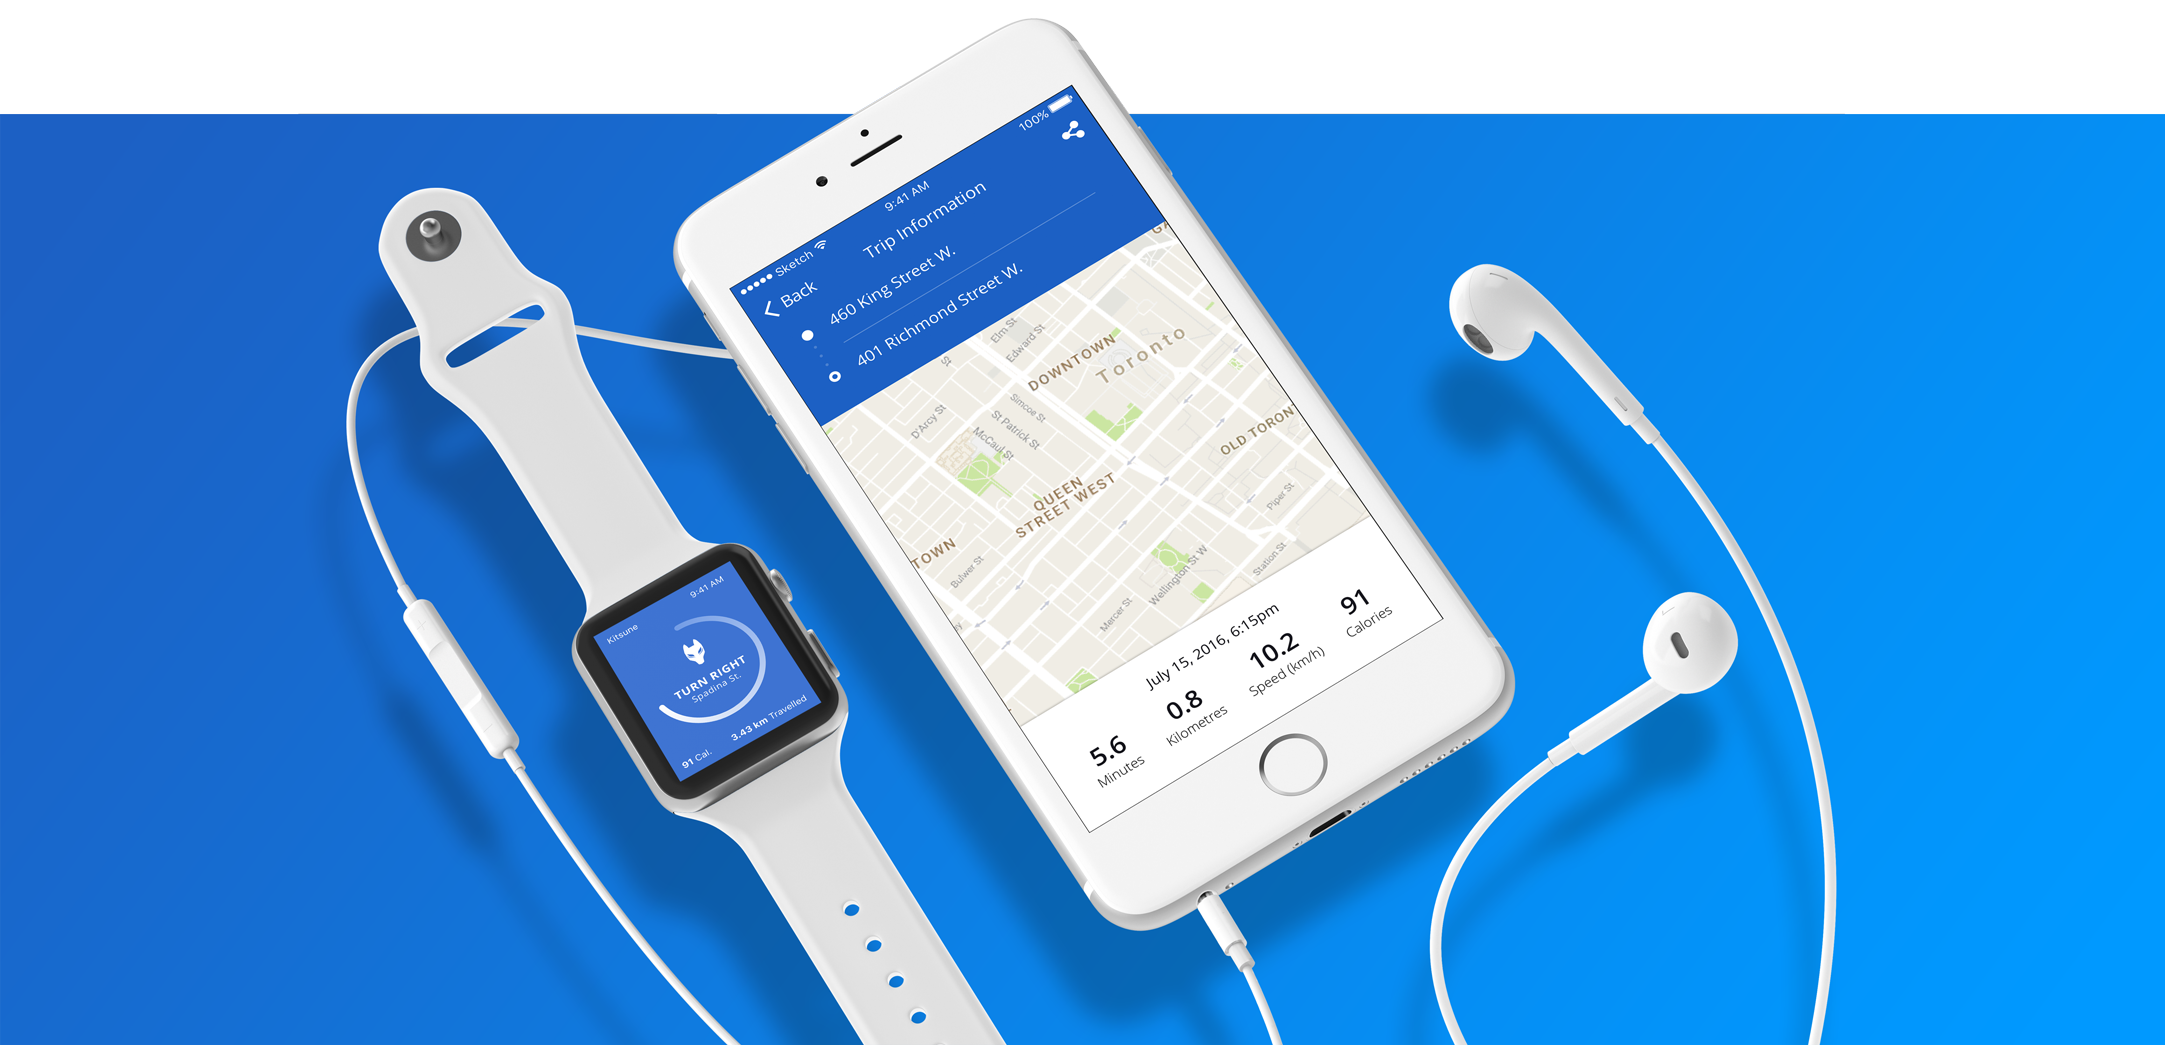 Sketch 9:41 AM 100%
Back Trip Information
460 King Street W.
401 Richmond Street W.
Elm St
Edward St
St
DOWNTOWN
Toronto
D'Arcy St
Simcoe St
St Patrick St
McCaul St
OLD TORON
QUEEN
STREET WEST
Piper St
TOWN
Bulwer St
Wellington St W
Station St
Mercer St
July 15, 2016, 6:15pm
5.6 0.8 10.2 91
Minutes Kilometres Speed (km/h) Calories
Kitsune 9:41 AM
TURN RIGHT
Spadina St.
91 Cal. 3.43 km Travelled